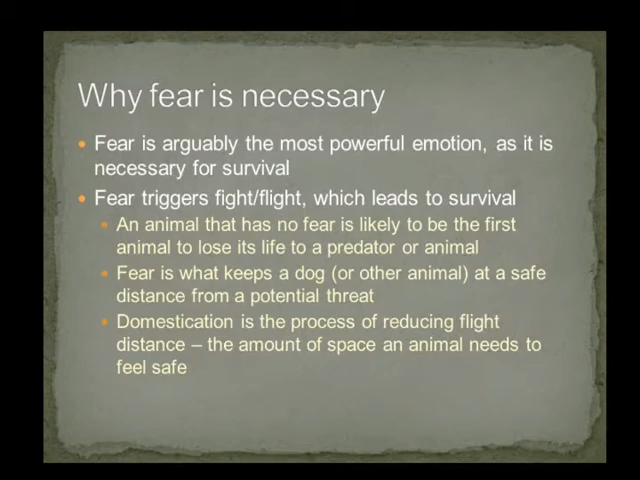 Why fear is necessary
• Fear is arguably the most powerful emotion, as it is
necessary for survival
• Fear triggers fight/flight, which leads to survival
• An animal that has no fear is likely to be the first
animal to lose its life to a predator or animal
• Fear is what keeps a dog (or other animal) at a safe
distance from a potential threat
• Domestication is the process of reducing flight
distance – the amount of space an animal needs to
feel safe